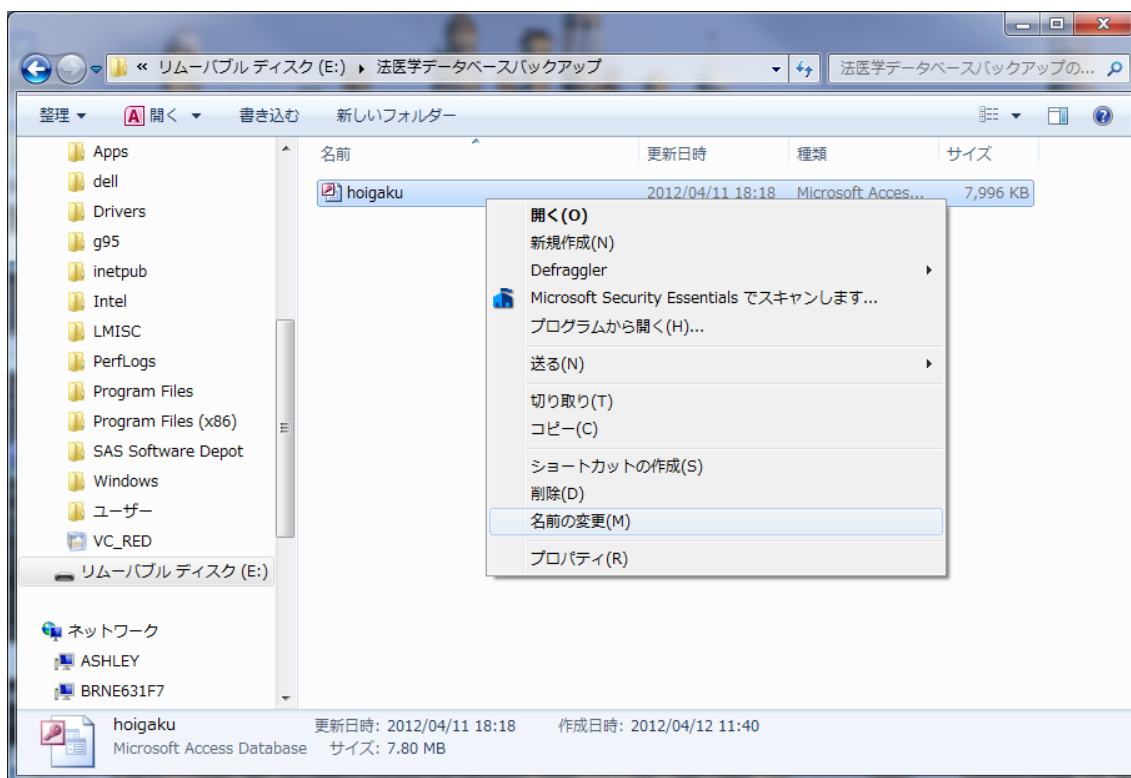 « リムーバブル ディスク (E:) ▸ 法医学データベースバックアップ
法医学データベースバックアップの...
整理 ▼ 開く ▼ 書き込む 新しいフォルダー
Apps
dell
Drivers
g95
inetpub
Intel
LMISC
PerfLogs
Program Files
Program Files (x86)
SAS Software Depot
Windows
ユーザー
VC_RED
リムーバブル ディスク (E:)
ネットワーク
ASHLEY
BRNE631F7
名前 更新日時 種類 サイズ
hoigaku 2012/04/11 18:18 Microsoft Acces... 7,996 KB
開く(O)
新規作成(N)
Defraggler
Microsoft Security Essentials でスキャンします...
プログラムから開く(H)...
送る(N)
切り取り(T)
コピー(C)
ショートカットの作成(S)
削除(D)
名前の変更(M)
プロパティ(R)
hoigaku 更新日時: 2012/04/11 18:18 作成日時: 2012/04/12 11:40
Microsoft Access Database サイズ: 7.80 MB